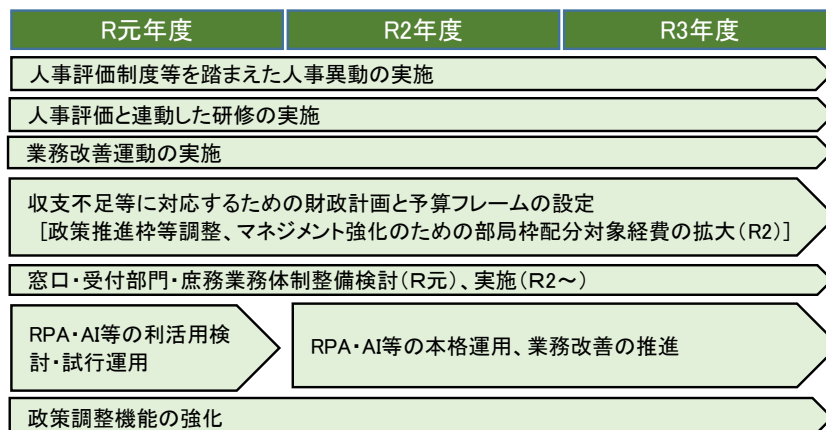 R元年度
R2年度
R3年度
人事評価制度等を踏まえた人事異動の実施
人事評価と連動した研修の実施
業務改善運動の実施
収支不足等に対応するための財政計画と予算フレームの設定
[政策推進枠等調整、マネジメント強化のための部局枠配分対象経費の拡大(R2)]
窓口・受付部門・庶務業務体制整備検討(R元)、実施(R2～)
RPA・AI等の利活用検
討・試行運用
RPA・AI等の本格運用、業務改善の推進
政策調整機能の強化